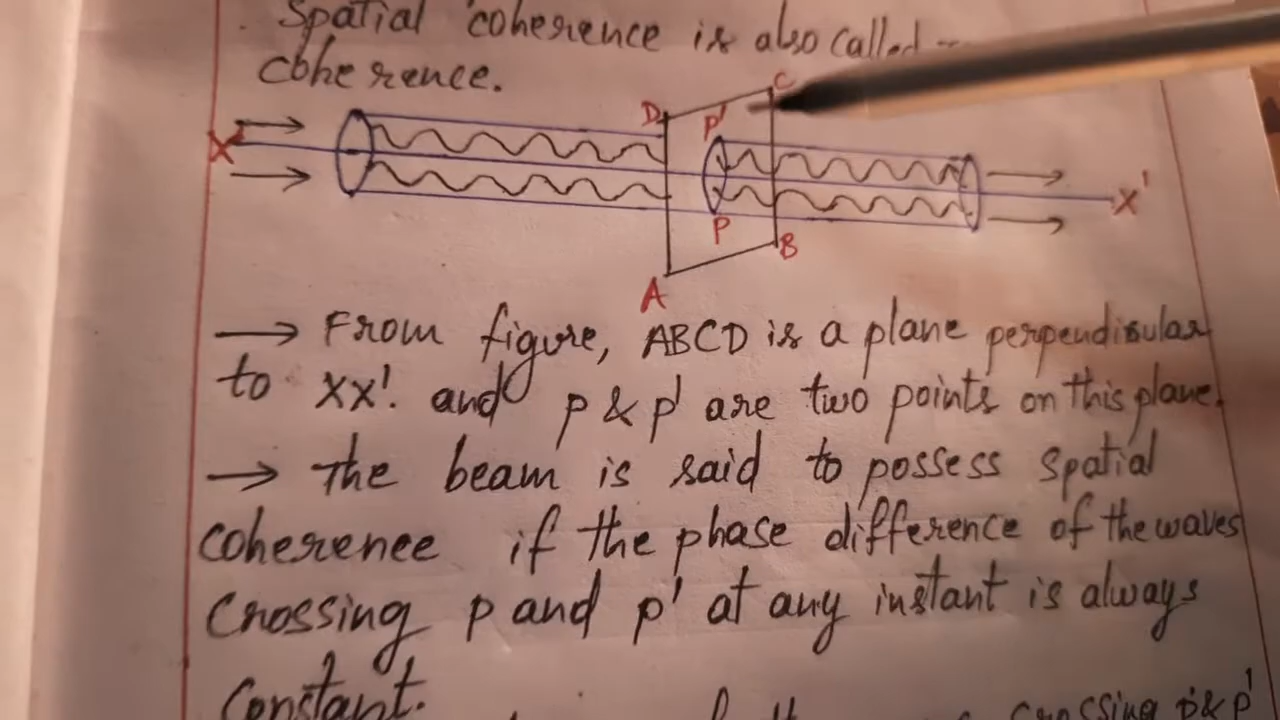 Spatial coherence is also called
coherence.
D
C
P'
X
X'
P
B
A
→ From figure, ABCD is a plane perpendicular
to XX'. and p & p' are two points on this plane.
→ The beam is said to possess spatial
coherence if the phase difference of the waves
crossing p and p' at any instant is always
constant.
crossing p & p'